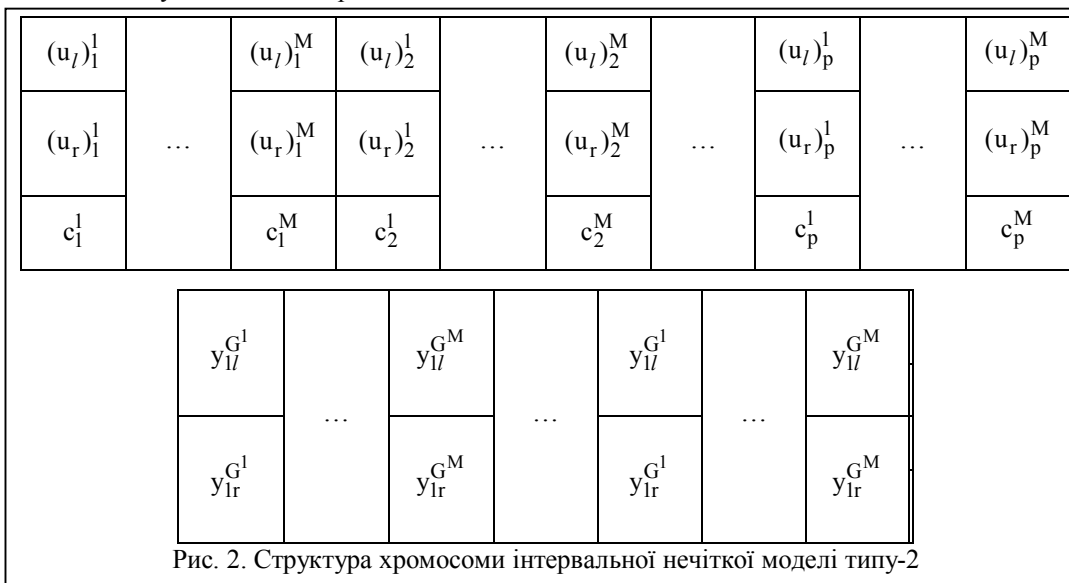 (u_l)_1^1 (u_l)_1^M (u_l)_2^1 (u_l)_2^M (u_l)_p^1 (u_l)_p^M
(u_r)_1^1 … (u_r)_1^M (u_r)_2^1 … (u_r)_2^M … (u_r)_p^1 … (u_r)_p^M
c_1^1 c_1^M c_2^1 c_2^M c_p^1 c_p^M
y_{1l}^{G^1} y_{1l}^{G^M} y_{1l}^{G^1} y_{1l}^{G^M}
… … …
y_{1r}^{G^1} y_{1r}^{G^M} y_{1r}^{G^1} y_{1r}^{G^M}
Рис. 2. Структура хромосоми інтервальної нечіткої моделі типу-2